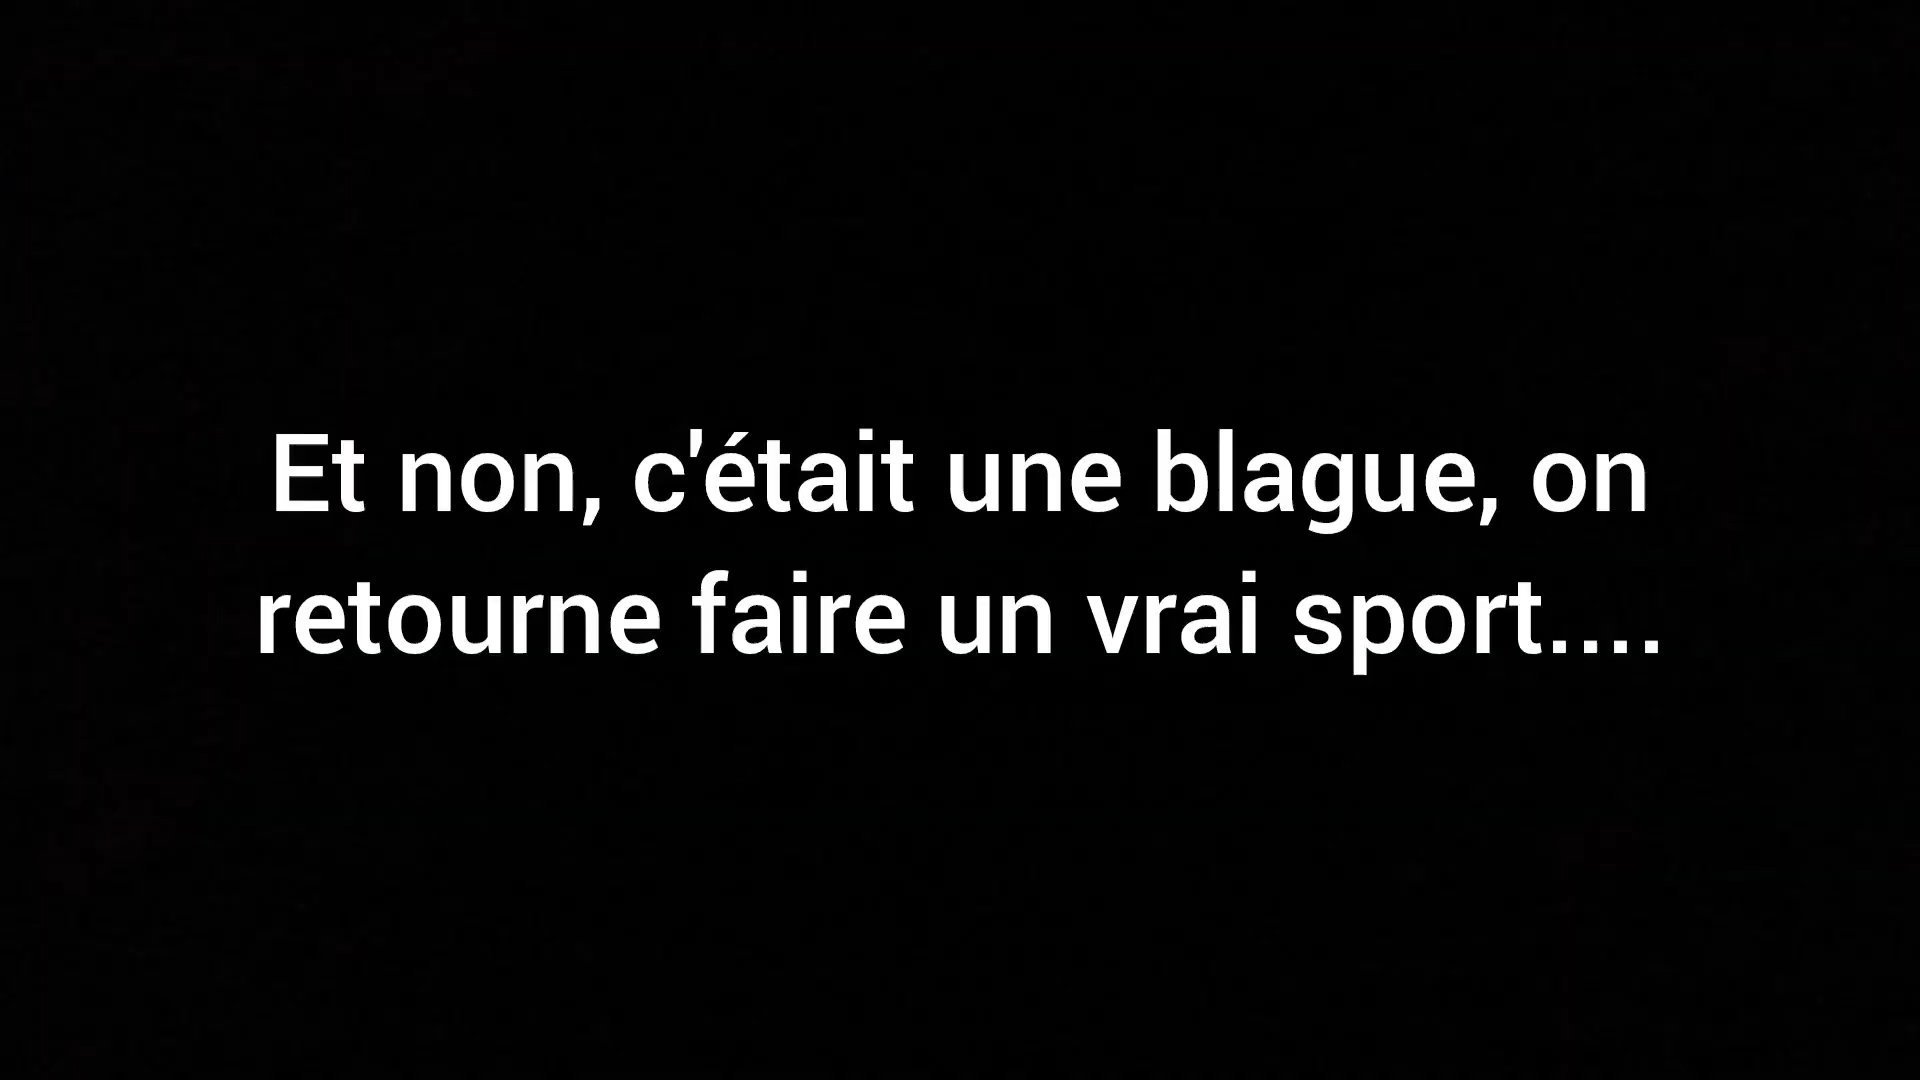 Et non, c'était une blague, on
retourne faire un vrai sport....